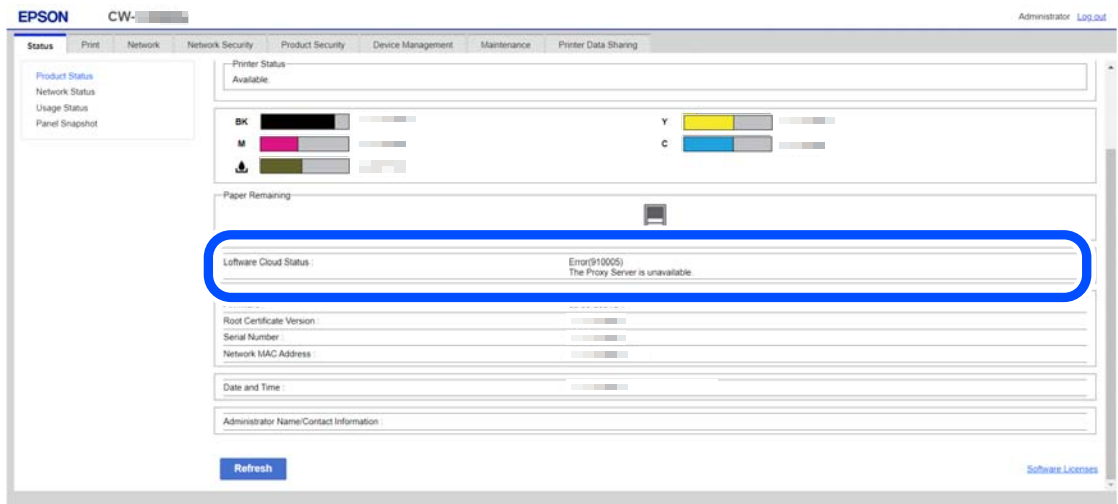 EPSON CW- Administrator Log out
Status Print Network Network Security Product Security Device Management Maintenance Printer Data Sharing
Product Status
Network Status
Usage Status
Panel Snapshot
Printer Status
Available.
BK Y
M C
Paper Remaining
Loftware Cloud Status : Error(910005)
The Proxy Server is unavailable
Root Certificate Version :
Serial Number :
Network MAC Address :
Date and Time :
Administrator Name/Contact Information :
Refresh Software Licenses